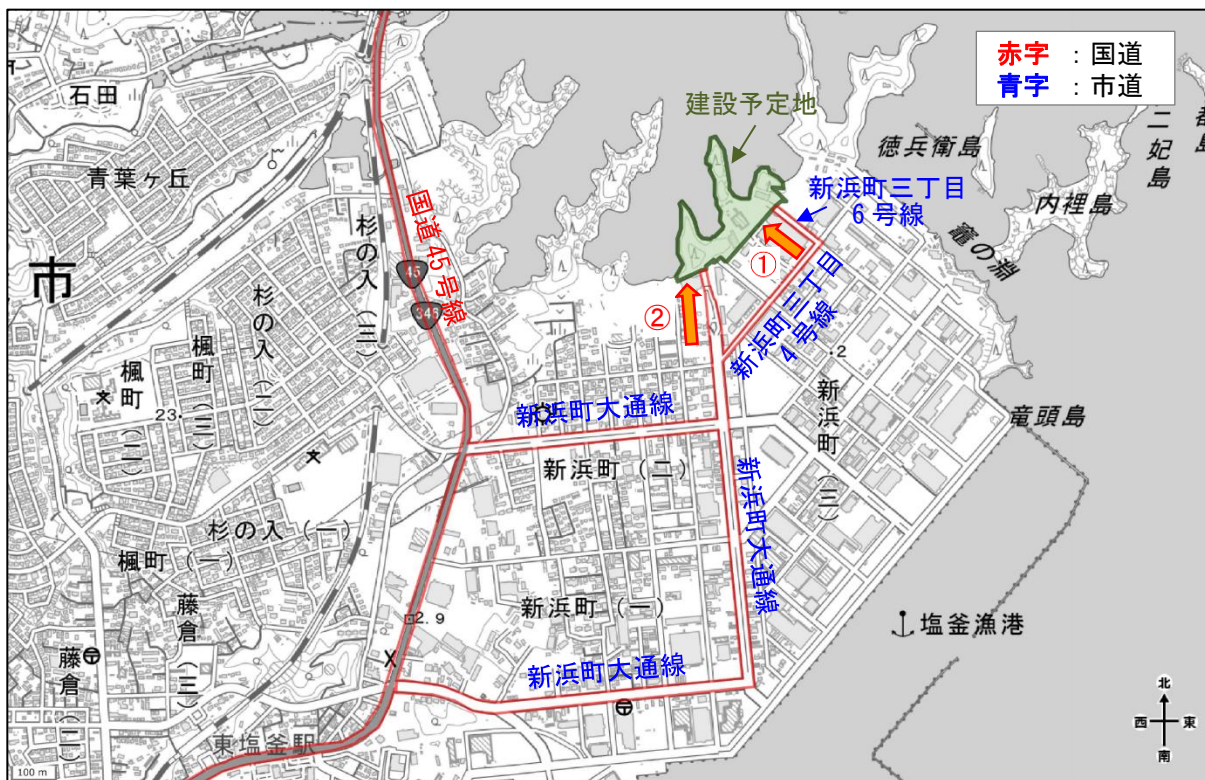 赤字 ： 国道
青字 ： 市道
石田
建設予定地
徳兵衛島
二妃島
青葉ヶ丘
新浜町三丁目
6号線
内裡島
竈の淵
市
国道45号線
45
346
杉の入（三）
杉の入（二）
楓町（三）
楓町（二）
23
①
②
新浜町三丁目
4号線
2
新浜町（三）
竜頭島
新浜町大通線
新浜町（二）
新浜町大通線
杉の入（一）
楓町（一）
藤倉（三）
藤倉（二）
2.9
新浜町（一）
塩釜漁港
新浜町大通線
東塩釜駅
北
西 東
南
100 m